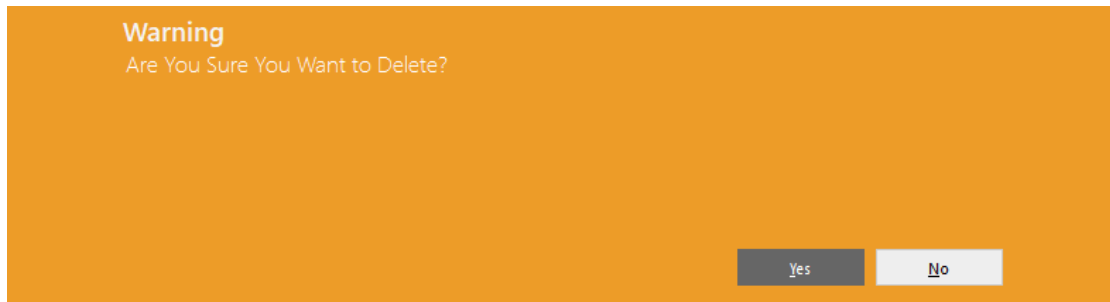 Warning
Are You Sure You Want to Delete?
Yes No